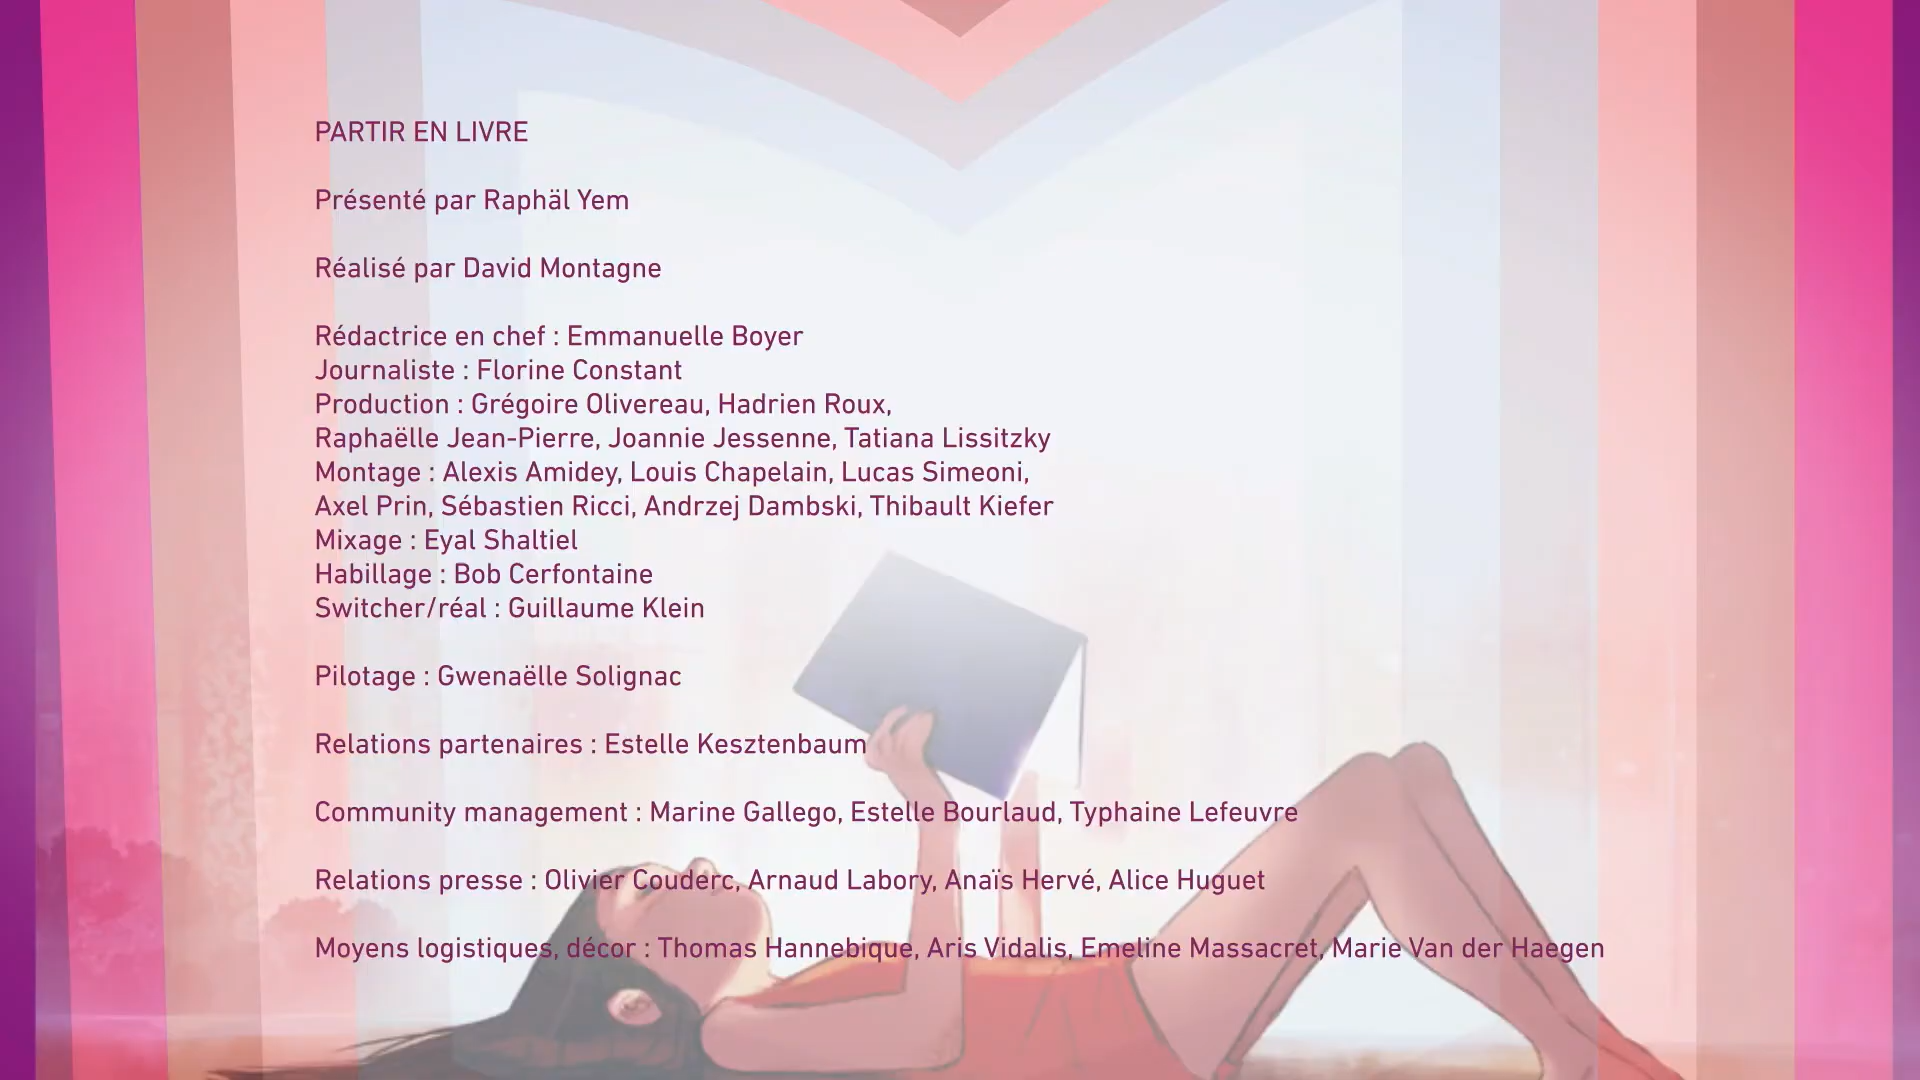 PARTIR EN LIVRE
Présenté par Raphäl Yem
Réalisé par David Montagne
Rédactrice en chef : Emmanuelle Boyer
Journaliste : Florine Constant
Production : Grégoire Olivereau, Hadrien Roux,
Raphaëlle Jean-Pierre, Joannie Jessenne, Tatiana Lissitzky
Montage : Alexis Amidey, Louis Chapelain, Lucas Simeoni,
Axel Prin, Sébastien Ricci, Andrzej Dambski, Thibault Kiefer
Mixage : Eyal Shaltiel
Habillage : Bob Cerfontaine
Switcher/réal : Guillaume Klein
Pilotage : Gwenaëlle Solignac
Relations partenaires : Estelle Kesztenbaum
Community management : Marine Gallego, Estelle Bourlaud, Typhaine Lefeuvre
Relations presse : Olivier Couderc, Arnaud Labory, Anaïs Hervé, Alice Huguet
Moyens logistiques, décor : Thomas Hannebique, Aris Vidalis, Emeline Massacret, Marie Van der Haegen